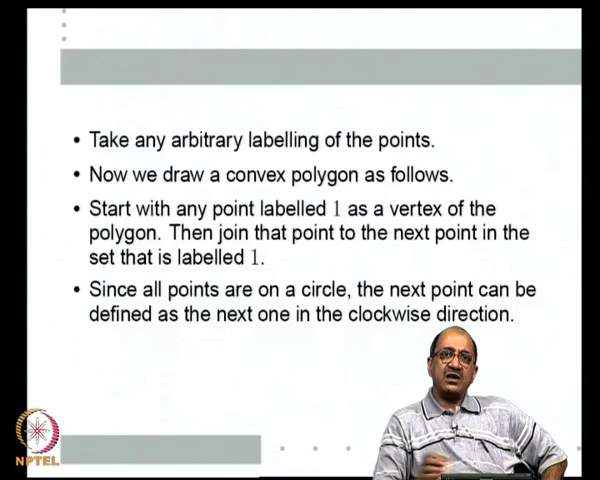 • Take any arbitrary labelling of the points.
• Now we draw a convex polygon as follows.
• Start with any point labelled 1 as a vertex of the
polygon. Then join that point to the next point in the
set that is labelled 1.
• Since all points are on a circle, the next point can be
defined as the next one in the clockwise direction.
NPTEL